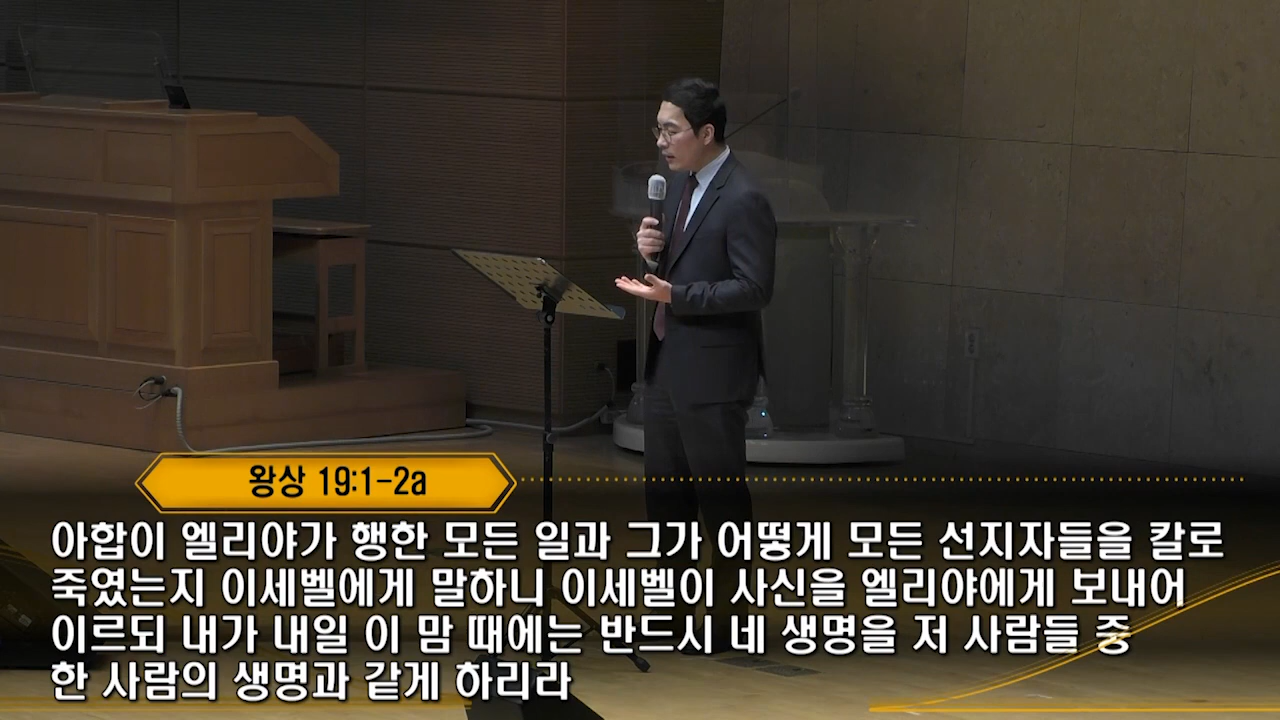 왕상 19:1-2a
아합이 엘리야가 행한 모든 일과 그가 어떻게 모든 선지자들을 칼로
죽였는지 이세벨에게 말하니 이세벨이 사신을 엘리야에게 보내어
이르되 내가 내일 이 맘 때에는 반드시 네 생명을 저 사람들 중
한 사람의 생명과 같게 하리라